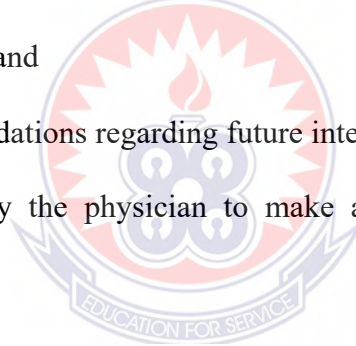 and
dations regarding future inte
y the physician to make a
EDUCATION FOR SERVICE